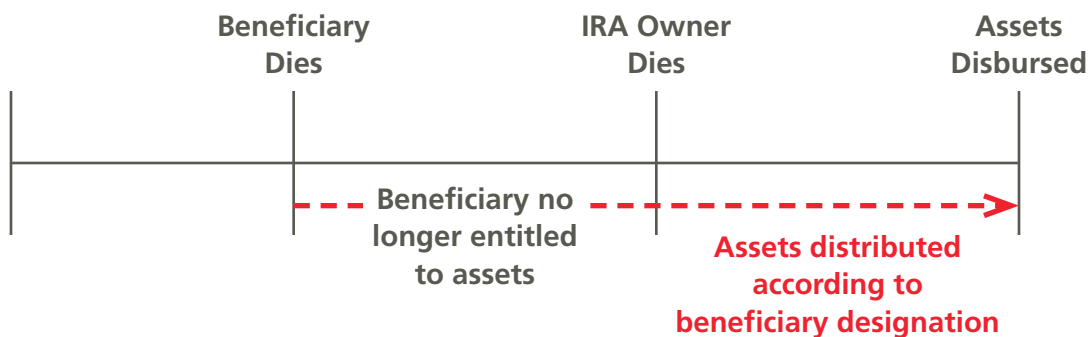 Beneficiary
Dies
IRA Owner
Dies
Assets
Disbursed
Beneficiary no
longer entitled
to assets
Assets distributed
according to
beneficiary designation